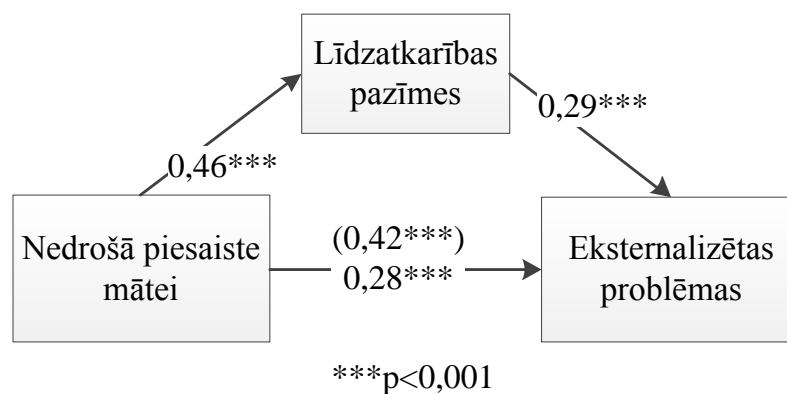 Līdzatkarības
pazīmes
0,46***
0,29***
Nedrošā piesaiste
mātei
(0,42***)
0,28***
Eksternalizētas
problēmas
***p<0,001